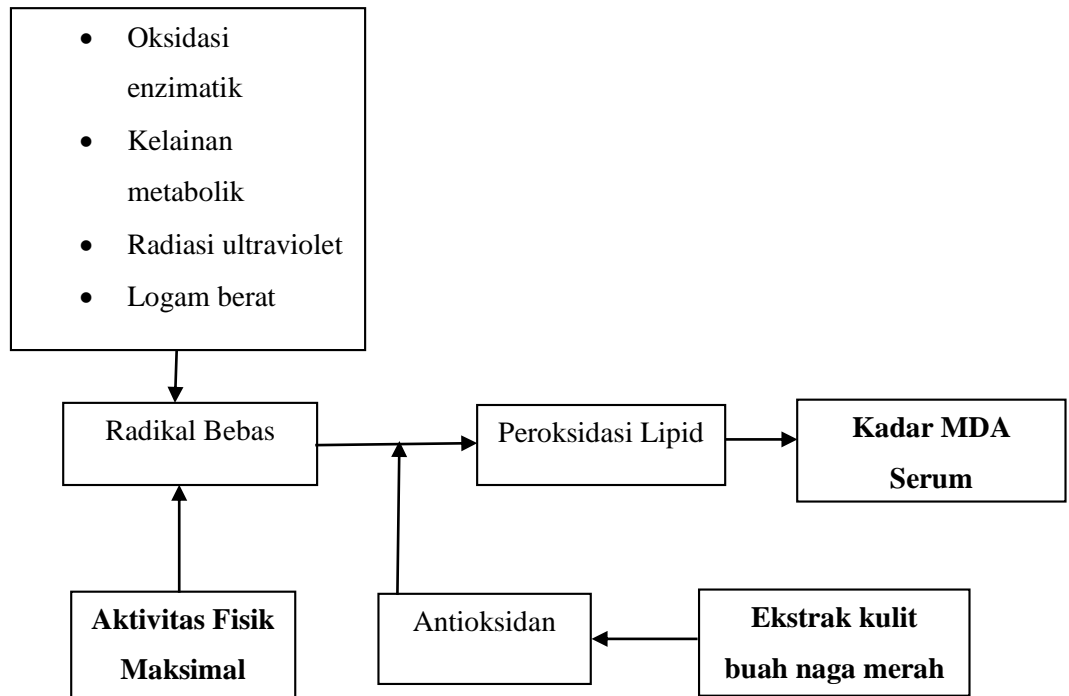 • Oksidasi
enzimatik
• Kelainan
metabolik
• Radiasi ultraviolet
• Logam berat
Radikal Bebas
Peroksidasi Lipid
Kadar MDA
Serum
Aktivitas Fisik
Maksimal
Antioksidan
Ekstrak kulit
buah naga merah